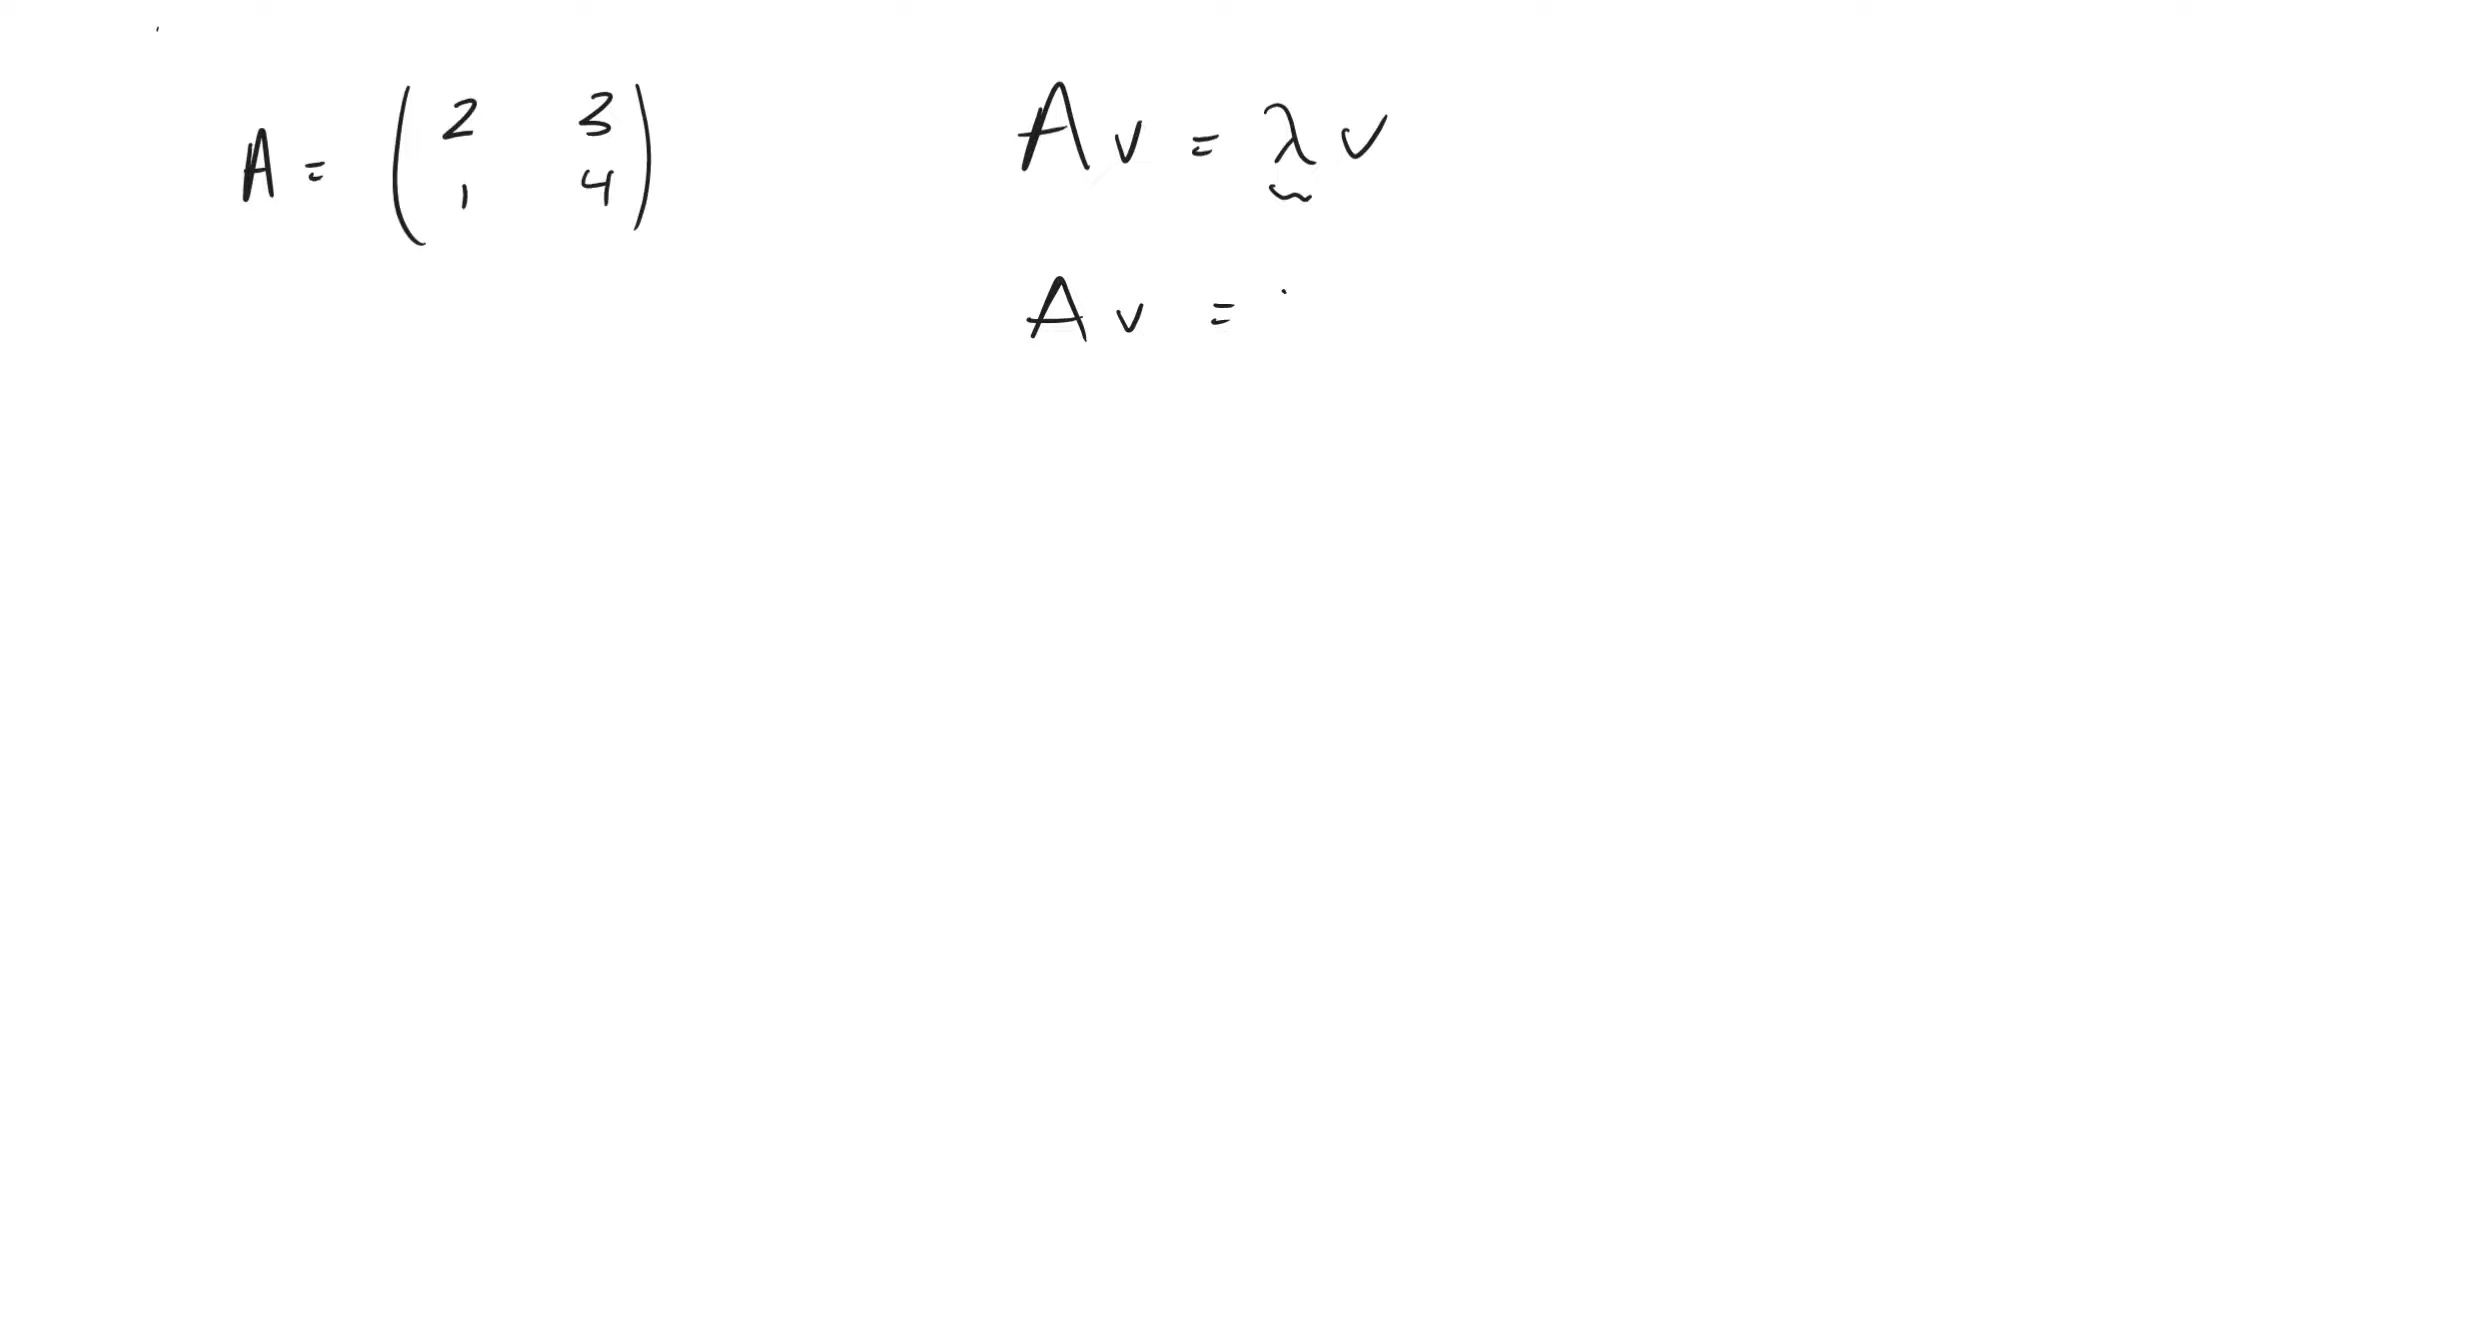 A = ( 2 3
1 4 )
Av = λv
Av =